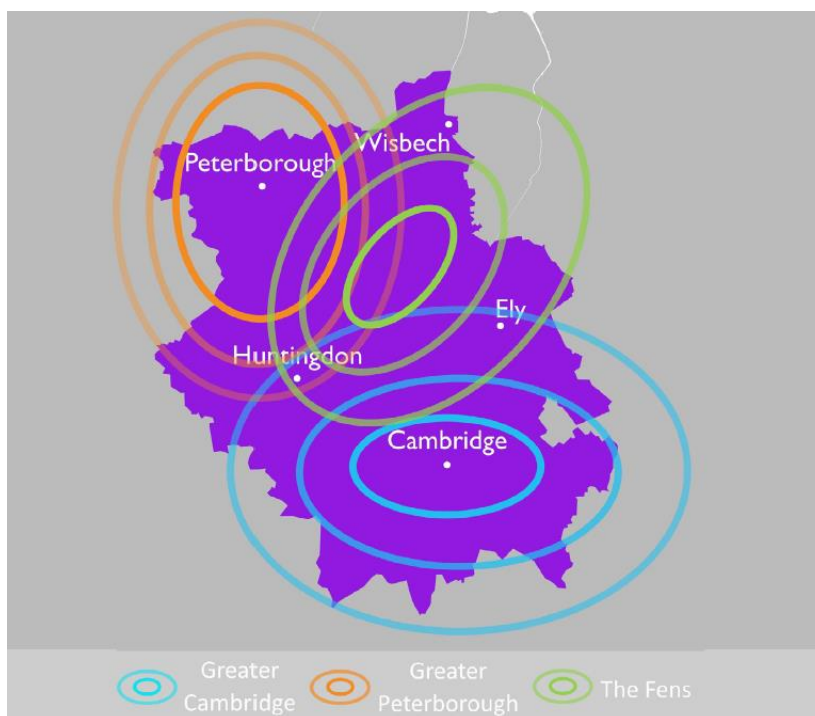 Wisbech
Peterborough
Ely
Huntingdon
Cambridge
Greater
Cambridge
Greater
Peterborough
The Fens